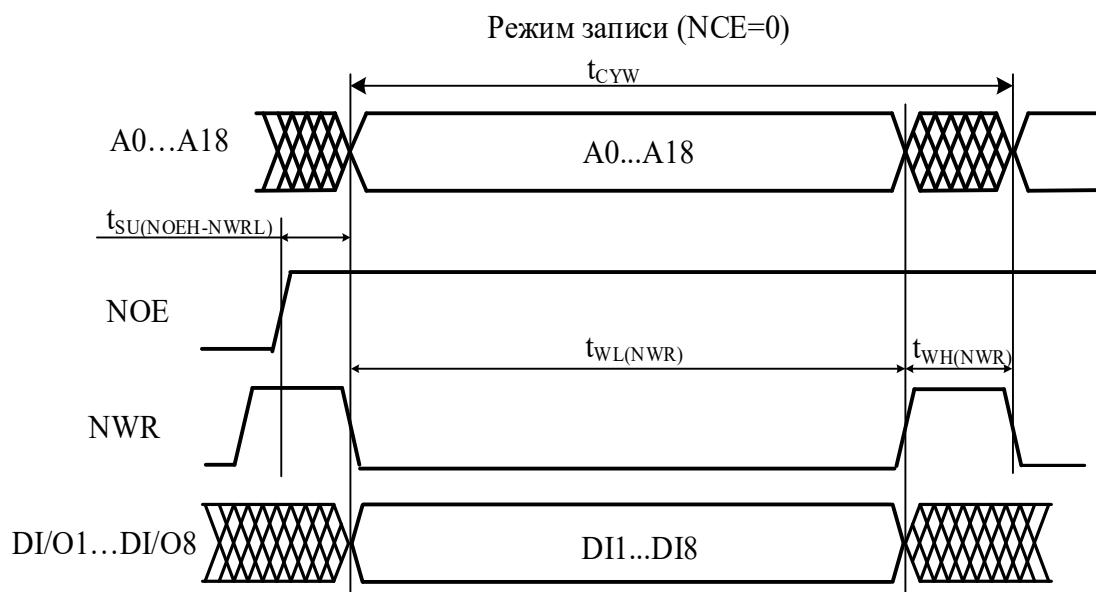 Режим записи (NCE=0)
tCYW
A0…A18
A0...A18
tSU(NOEH-NWRL)
NOE
tWL(NWR)
tWH(NWR)
NWR
DI/O1…DI/O8
DI1...DI8